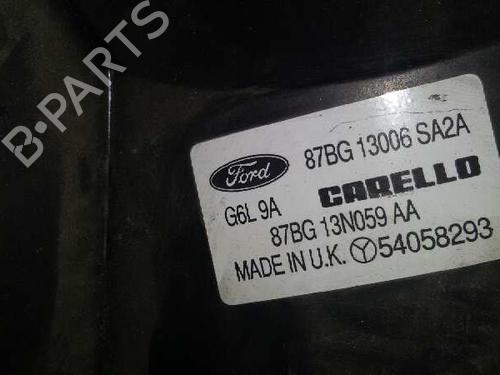 B-PARTS
Ford
87BG 13006 SA2A
G6L 9A CARELLO
87BG 13N059 AA
MADE IN U.K. 54058293